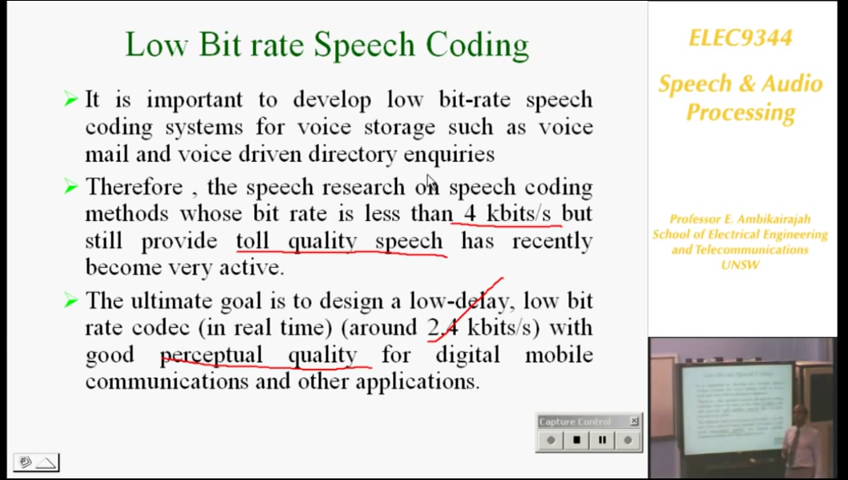 Low Bit rate Speech Coding
It is important to develop low bit-rate speech
coding systems for voice storage such as voice
mail and voice driven directory enquiries
Therefore , the speech research on speech coding
methods whose bit rate is less than 4 kbits/s but
still provide toll quality speech has recently
become very active.
The ultimate goal is to design a low-delay, low bit
rate codec (in real time) (around 2.4 kbits/s) with
good perceptual quality for digital mobile
communications and other applications.
Capture Control
ELEC9344
Speech & Audio
Processing
Professor E. Ambikairajah
School of Electrical Engineering
and Telecommunications
UNSW
Low Bit rate Speech Coding